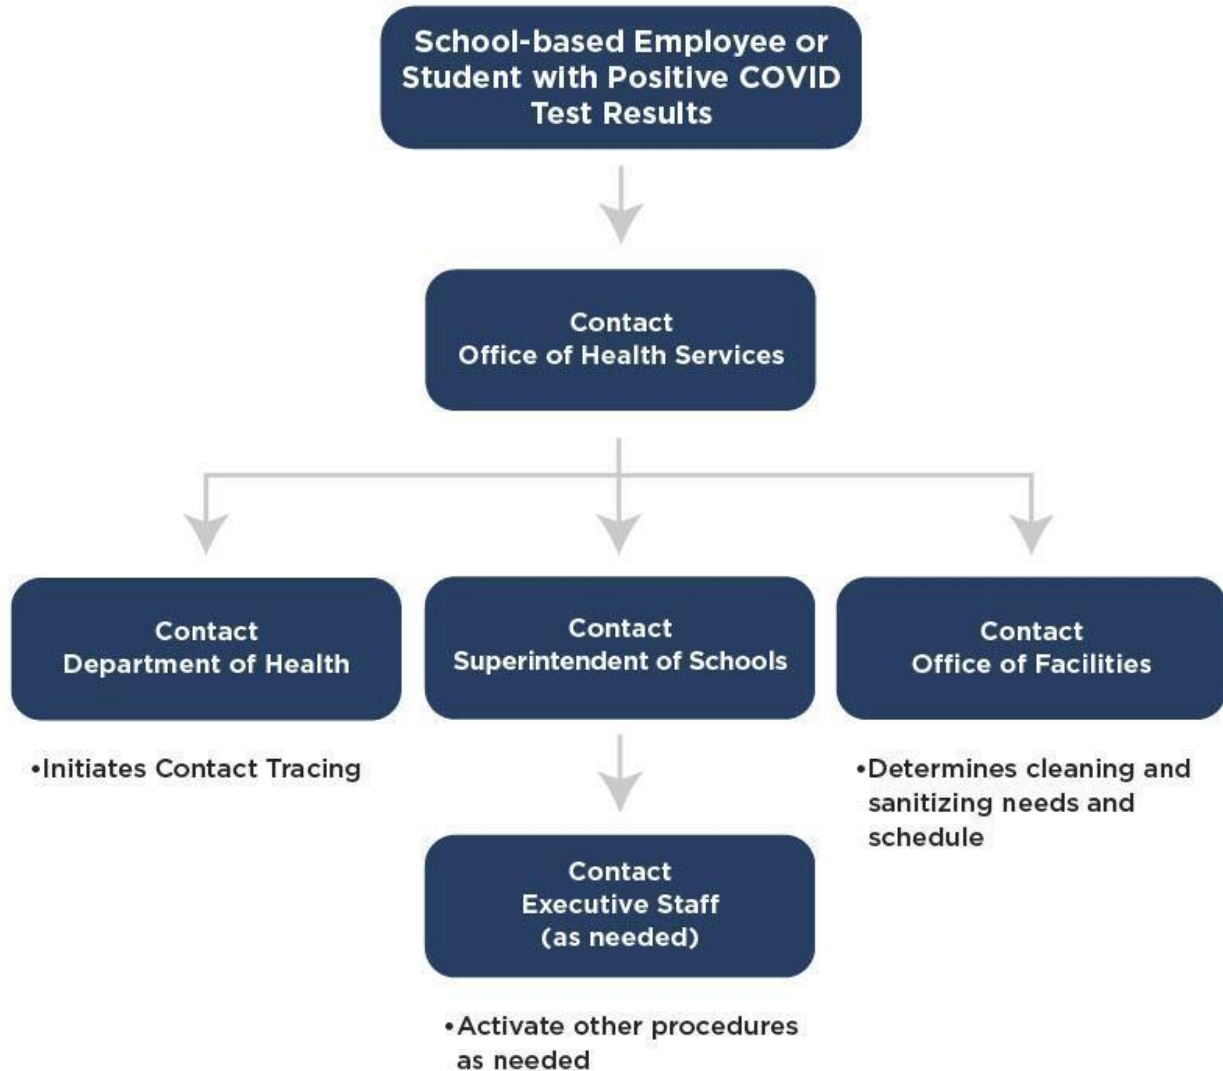 School-based Employee or
Student with Positive COVID
Test Results
Contact
Office of Health Services
Contact
Department of Health
•Initiates Contact Tracing
Contact
Superintendent of Schools
Contact
Office of Facilities
•Determines cleaning and
sanitizing needs and
schedule
Contact
Executive Staff
(as needed)
•Activate other procedures
as needed